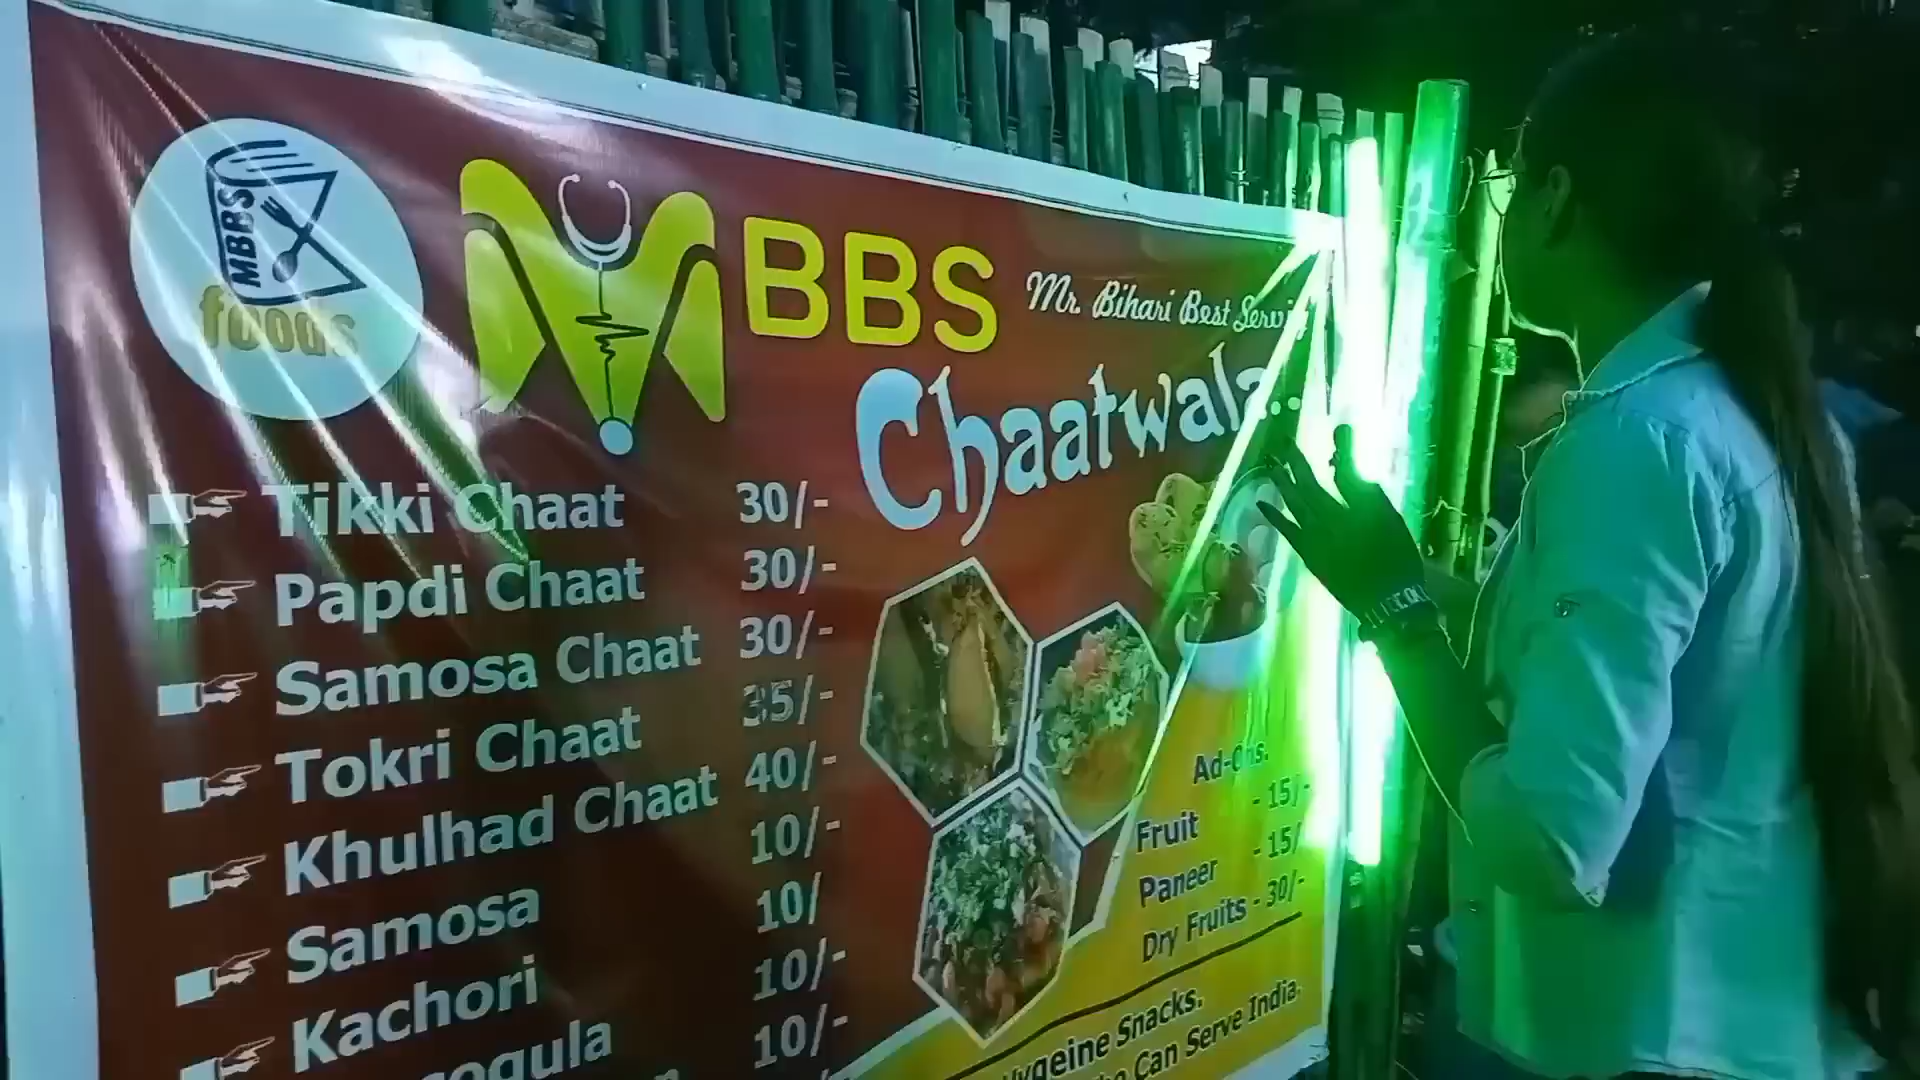 MBBS
foods
MBBS Mr. Bihari Best
Chaatwala..
Tikki Chaat 30/-
Papdi Chaat 30/-
Samosa Chaat 30/-
Tokri Chaat 35/-
Khulhad Chaat 40/-
Samosa 10/-
Kachori 10/
10/-
10/-
Ad-Ons.
Fruit - 15/-
Paneer - 15/
Dry Fruits - 30/-
Snacks.
Can Serve India